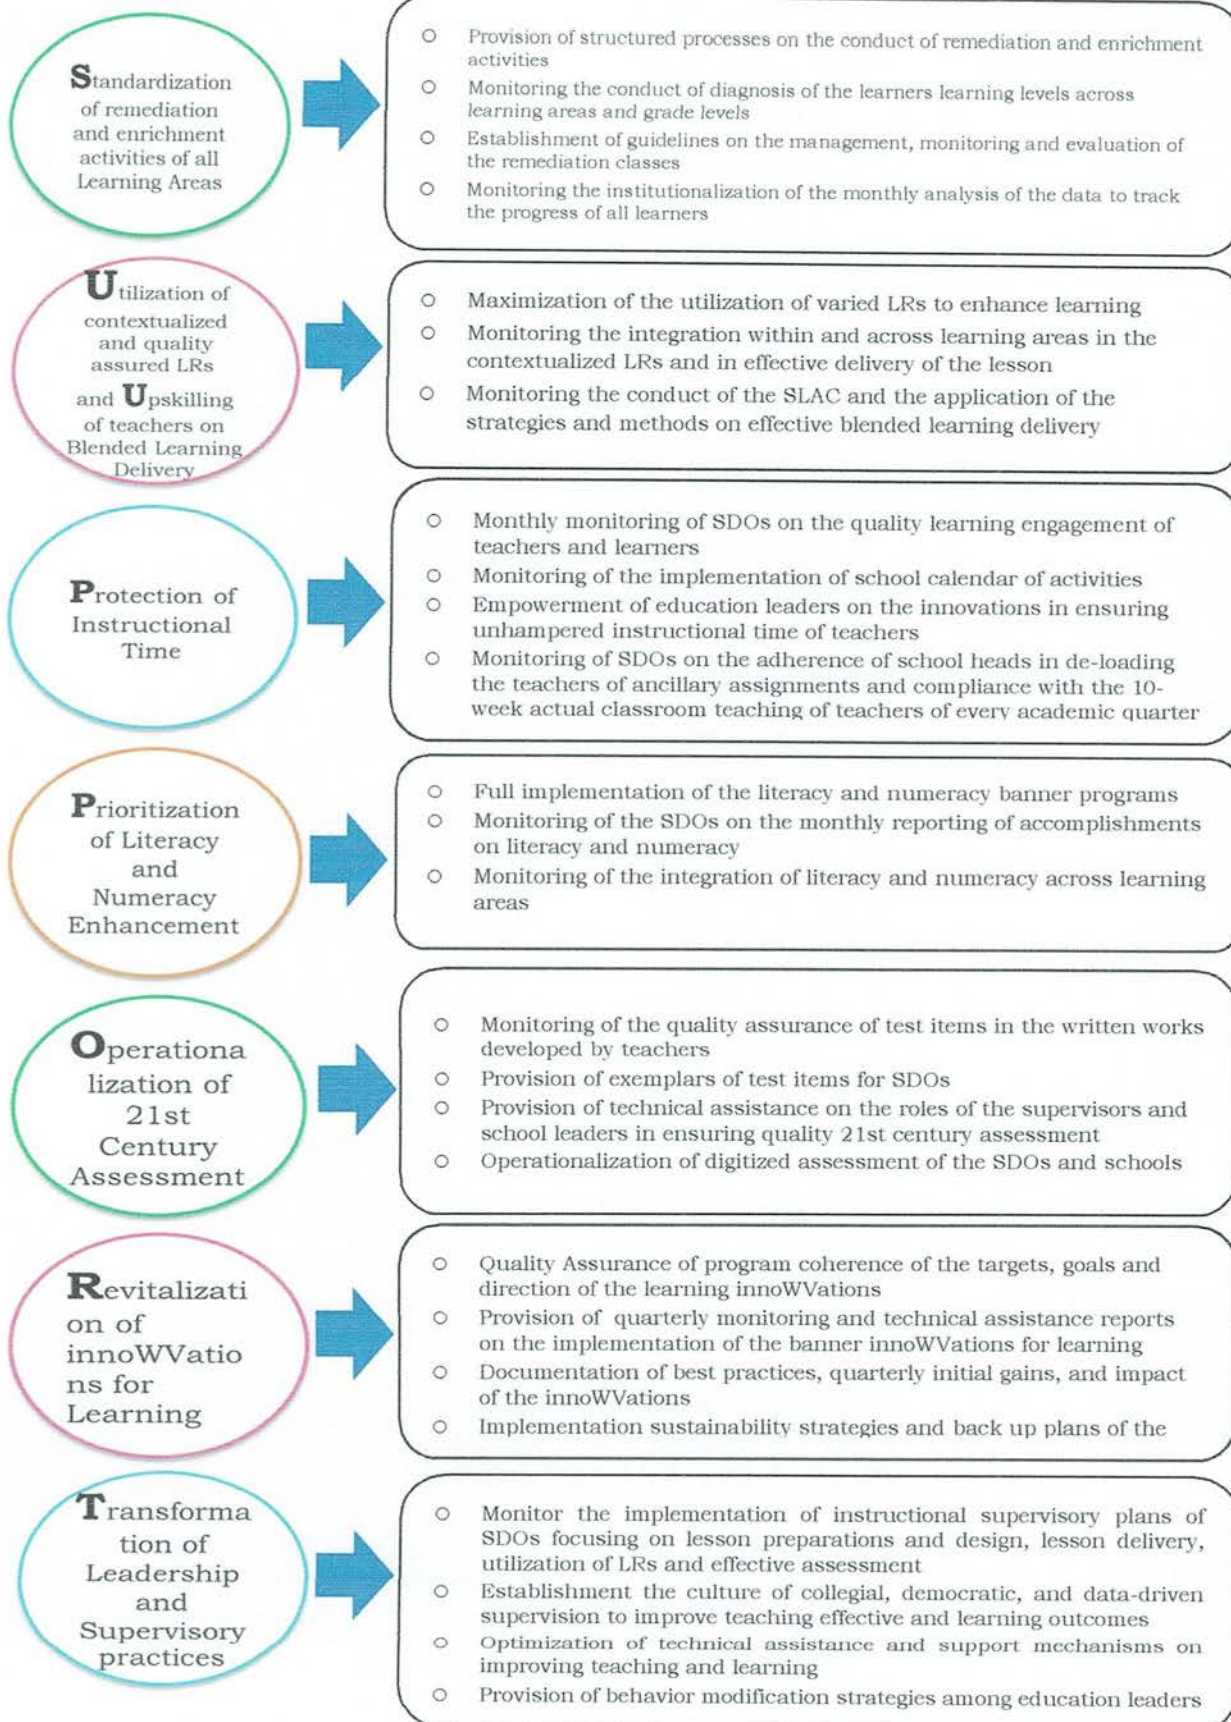 Standardization
of remediation
and enrichment
activities of all
Learning Areas
○ Provision of structured processes on the conduct of remediation and enrichment
activities
○ Monitoring the conduct of diagnosis of the learners learning levels across
learning areas and grade levels
○ Establishment of guidelines on the management, monitoring and evaluation of
the remediation classes
○ Monitoring the institutionalization of the monthly analysis of the data to track
the progress of all learners
Utilization of
contextualized
and quality
assured LRs
and Upskilling
of teachers on
Blended Learning
Delivery
○ Maximization of the utilization of varied LRs to enhance learning
○ Monitoring the integration within and across learning areas in the
contextualized LRs and in effective delivery of the lesson
○ Monitoring the conduct of the SLAC and the application of the
strategies and methods on effective blended learning delivery
Protection of
Instructional
Time
○ Monthly monitoring of SDOs on the quality learning engagement of
teachers and learners
○ Monitoring of the implementation of school calendar of activities
○ Empowerment of education leaders on the innovations in ensuring
unhampered instructional time of teachers
○ Monitoring of SDOs on the adherence of school heads in de-loading
the teachers of ancillary assignments and compliance with the 10-
week actual classroom teaching of teachers of every academic quarter
Prioritization
of Literacy
and
Numeracy
Enhancement
○ Full implementation of the literacy and numeracy banner programs
○ Monitoring of the SDOs on the monthly reporting of accomplishments
on literacy and numeracy
○ Monitoring of the integration of literacy and numeracy across learning
areas
Operationa
lization of
21st
Century
Assessment
○ Monitoring of the quality assurance of test items in the written works
developed by teachers
○ Provision of exemplars of test items for SDOs
○ Provision of technical assistance on the roles of the supervisors and
school leaders in ensuring quality 21st century assessment
○ Operationalization of digitized assessment of the SDOs and schools
Revitalizati
on of
innoWVatio
ns for
Learning
○ Quality Assurance of program coherence of the targets, goals and
direction of the learning innoWVations
○ Provision of quarterly monitoring and technical assistance reports
on the implementation of the banner innoWVations for learning
○ Documentation of best practices, quarterly initial gains, and impact
of the innoWVations
○ Implementation sustainability strategies and back up plans of the
Transforma
tion of
Leadership
and
Supervisory
practices
○ Monitor the implementation of instructional supervisory plans of
SDOs focusing on lesson preparations and design, lesson delivery,
utilization of LRs and effective assessment
○ Establishment the culture of collegial, democratic, and data-driven
supervision to improve teaching effective and learning outcomes
○ Optimization of technical assistance and support mechanisms on
improving teaching and learning
○ Provision of behavior modification strategies among education leaders